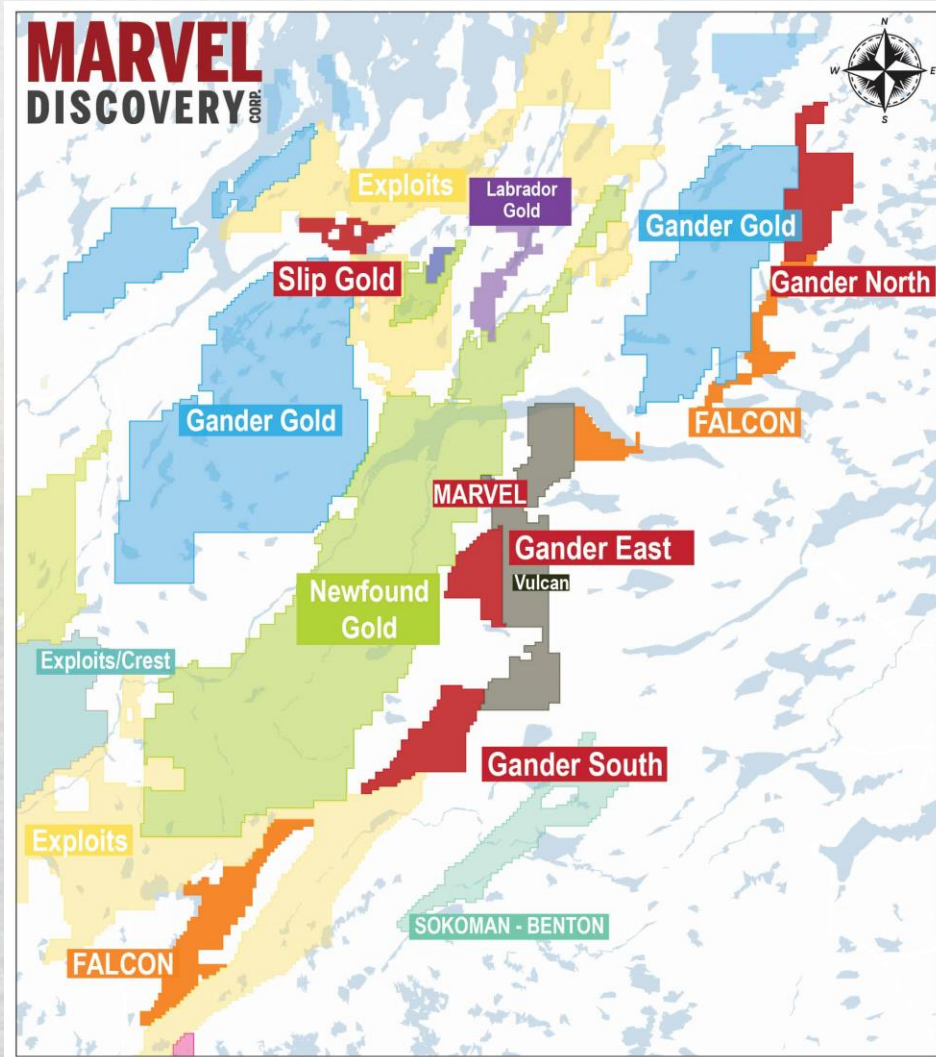 MARVEL
DISCOVERY CORP.
N
W E
S
Exploits
Labrador
Gold
Gander Gold
Slip Gold
Gander North
Gander Gold
FALCON
MARVEL
Gander East
Vulcan
Newfound
Gold
Exploits/Crest
Gander South
Exploits
SOKOMAN - BENTON
FALCON